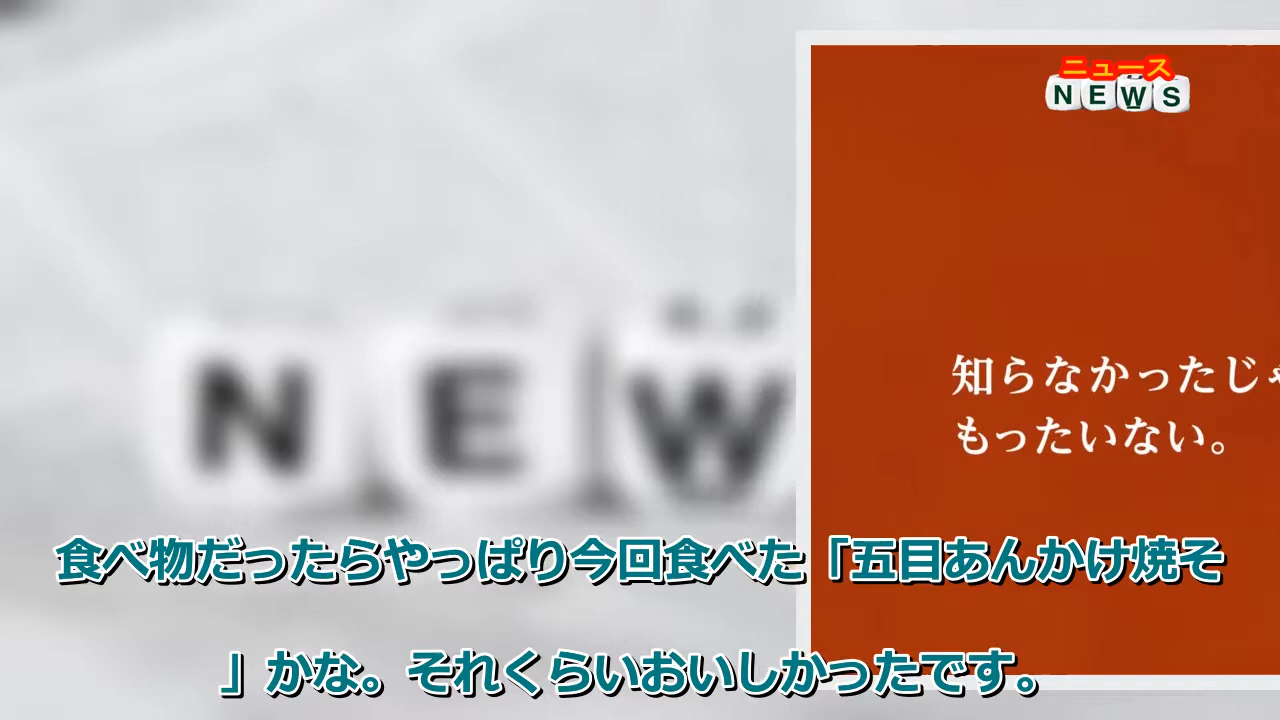 ニュース
NEWS
NEW
知らなかったじゃ
もったいない。
食べ物だったらやっぱり今回食べた「五目あんかけ焼そ
」かな。それくらいおいしかったです。